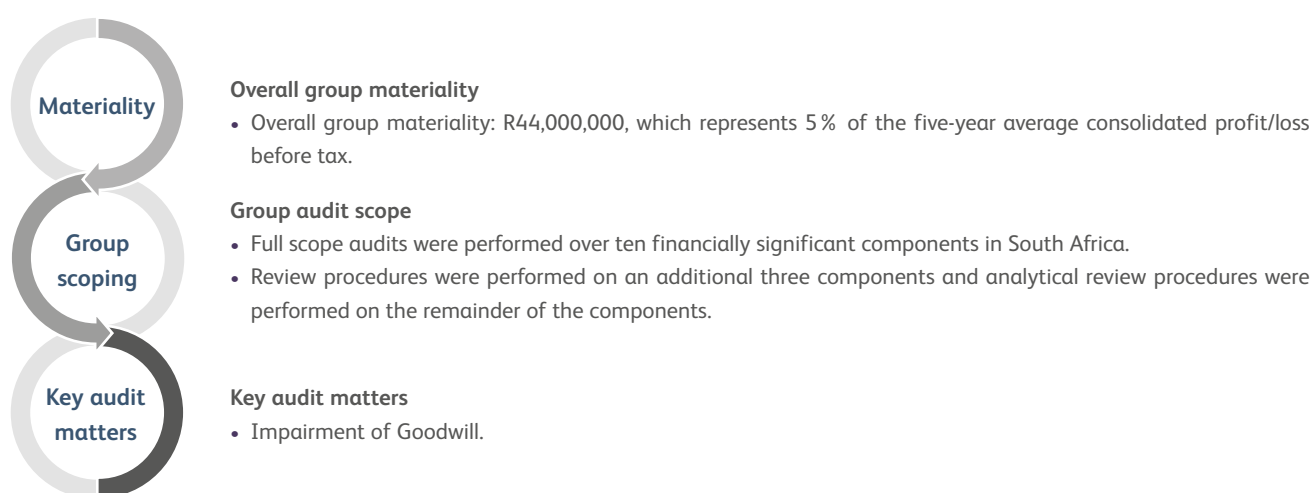 Materiality
Overall group materiality
• Overall group materiality: R44,000,000, which represents 5% of the five-year average consolidated profit/loss
before tax.
Group
scoping
Group audit scope
• Full scope audits were performed over ten financially significant components in South Africa.
• Review procedures were performed on an additional three components and analytical review procedures were
performed on the remainder of the components.
Key audit
matters
Key audit matters
• Impairment of Goodwill.